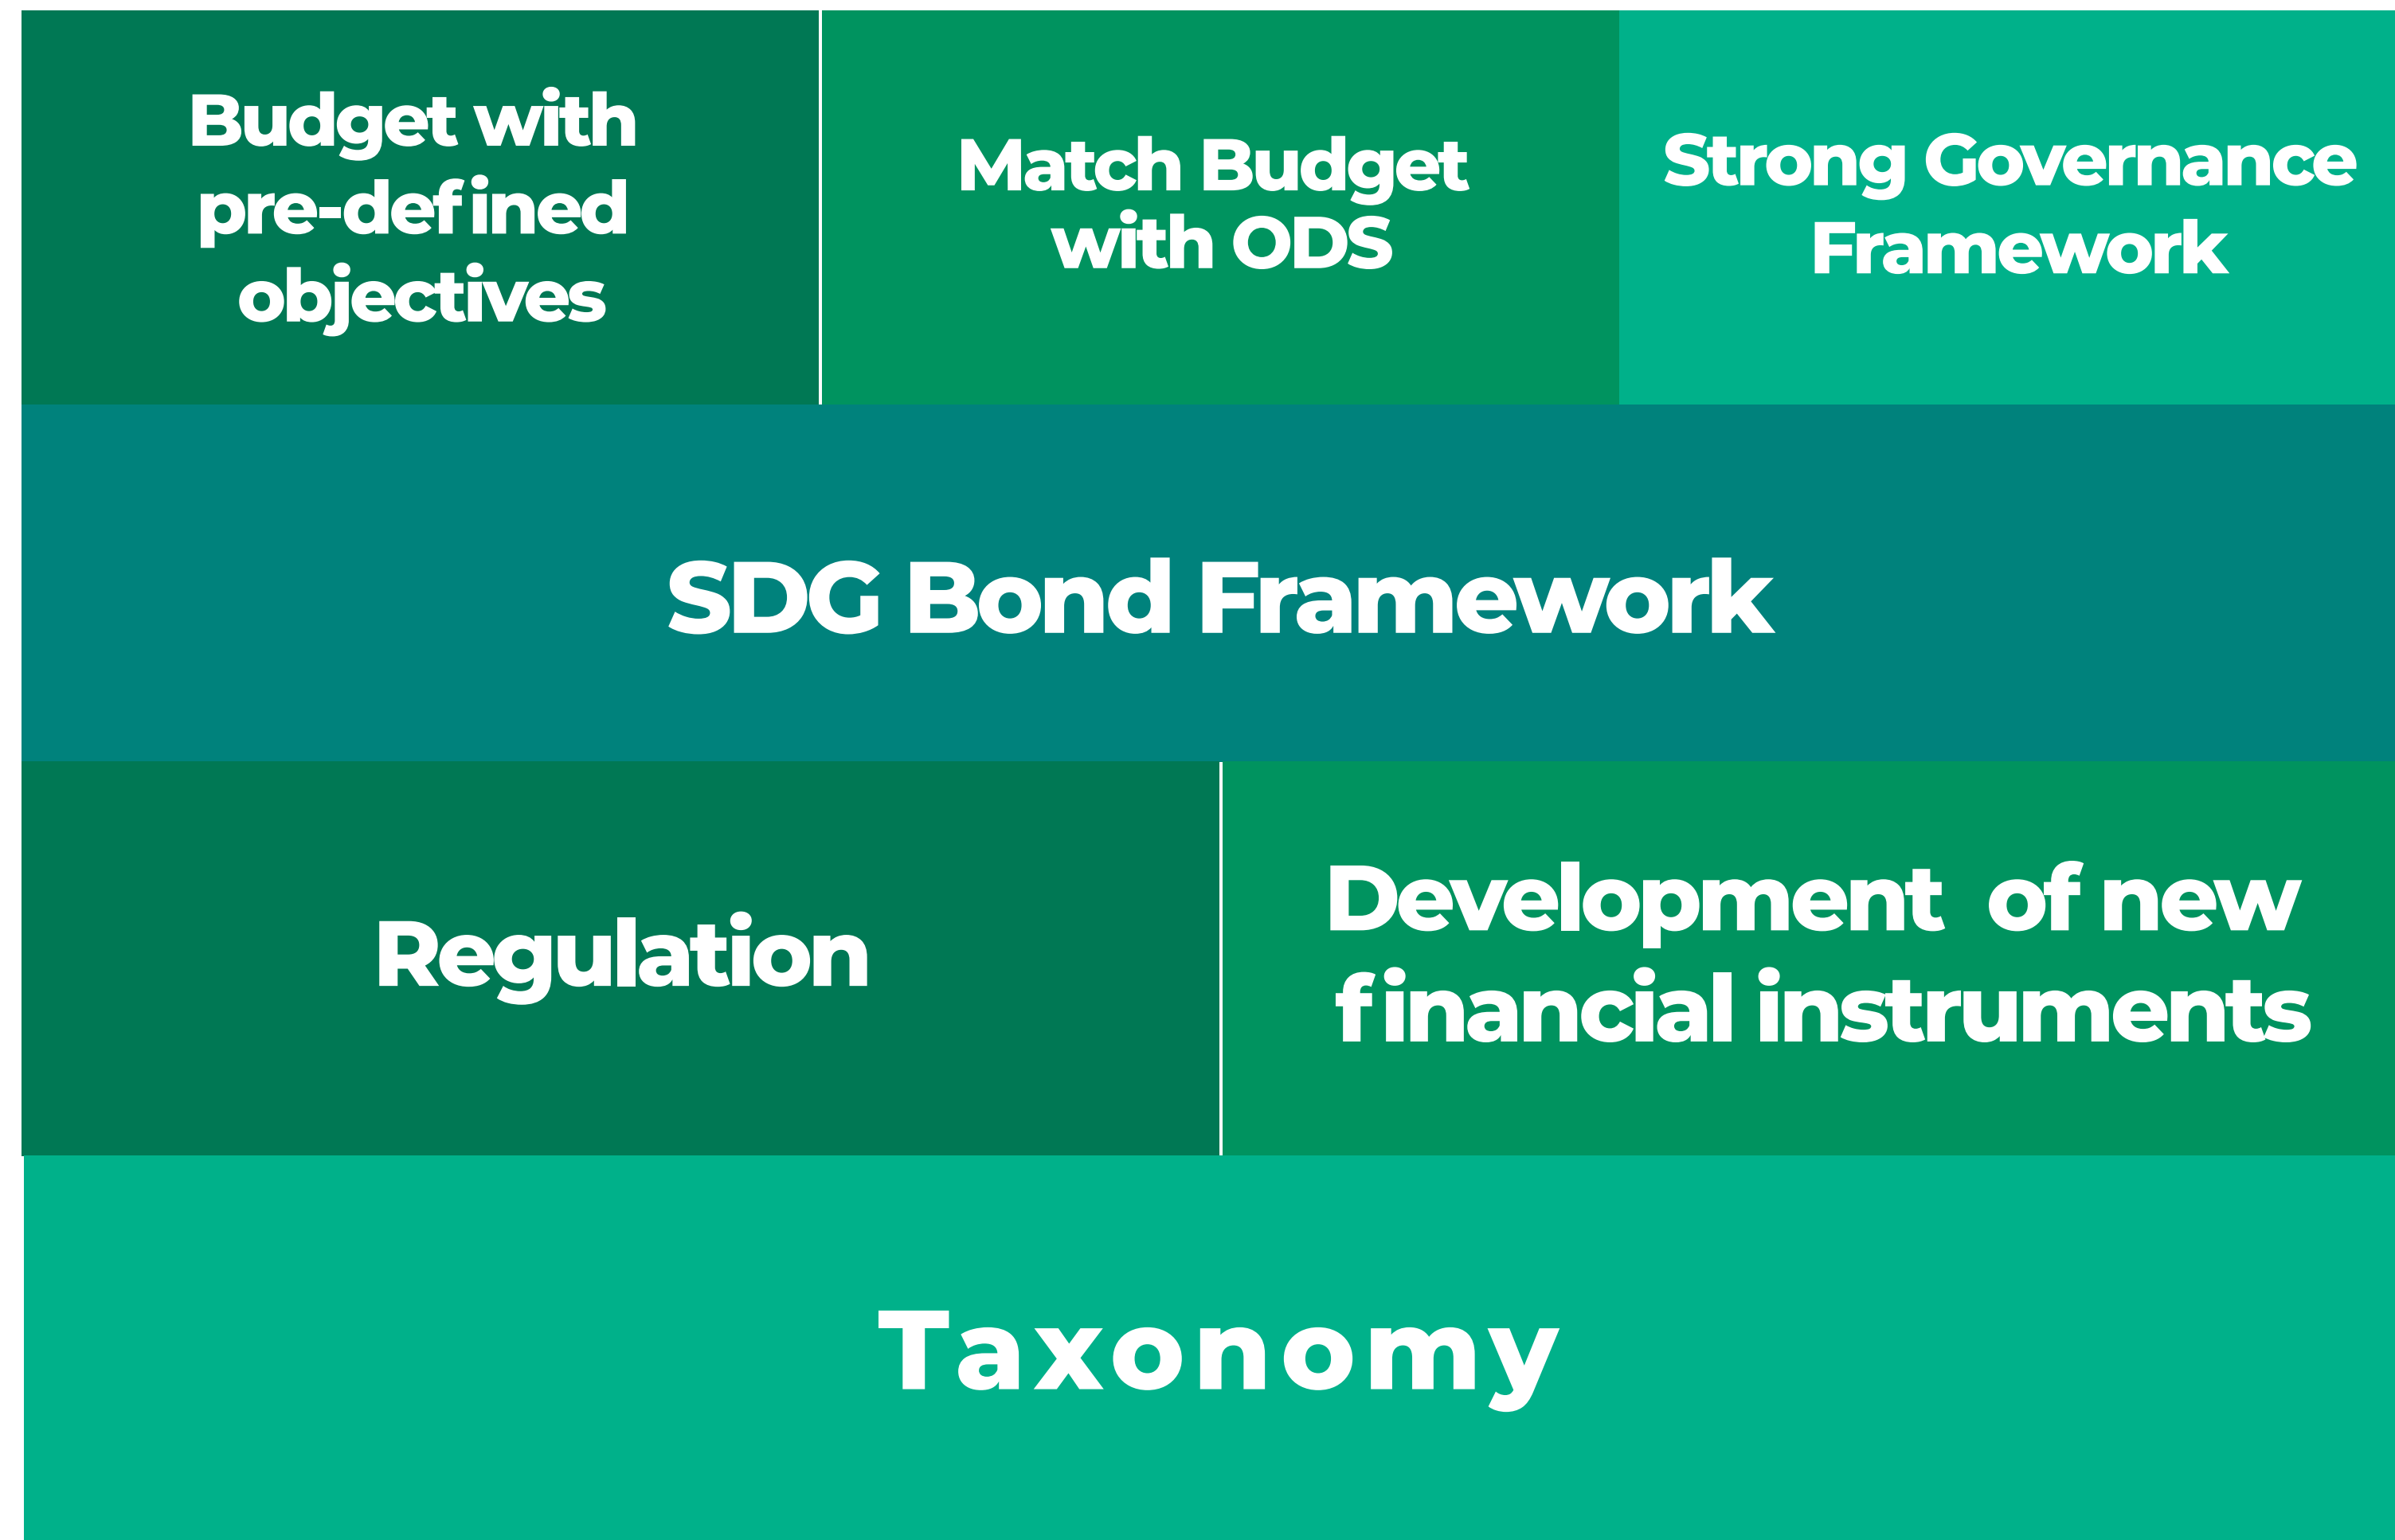 Budget with
pre-defined
objectives
Match Budget
with ODS
Strong Governance
Framework
SDG Bond Framework
Regulation
Development of new
financial instruments
Taxonomy